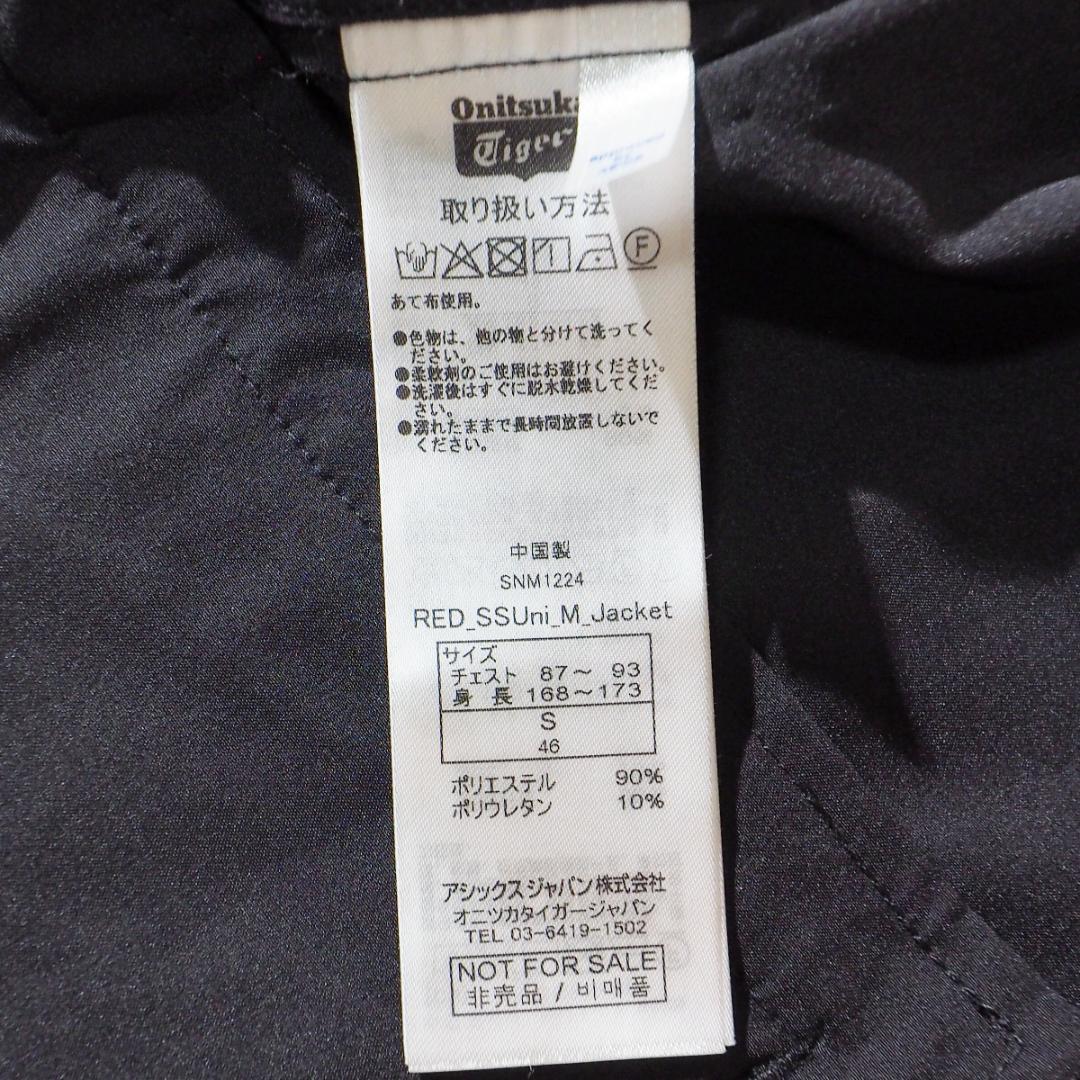 Onitsuka
Tiger
取り扱い方法
F
あて布使用。
●色物は、他の物と分けて洗ってく
ださい。
●柔軟剤のご使用はお避けください。
●洗濯後はすぐに脱水乾燥してくだ
さい。
●濡れたままで長時間放置しないで
ください。
中国製
SNM1224
RED_SSUni_M_Jacket
サイズ
チェスト 87～ 93
身 長 168～173
S
46
ポリエステル 90%
ポリウレタン 10%
アシックスジャパン株式会社
オニツカタイガージャパン
TEL 03-6419-1502
NOT FOR SALE
非売品 / 비매품